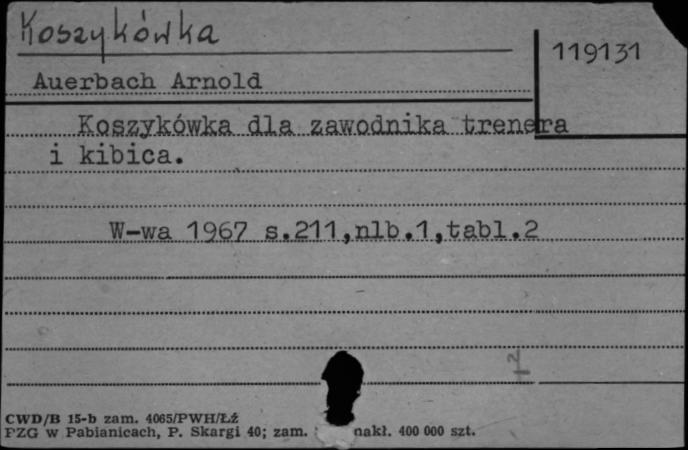 Koszykówka
119131
Auerbach Arnold
Koszykówka dla zawodnika trenera
i kibica.
W-wa 1967 s.211,nlb.1,tabl.2
CWD/B 15-b zam. 4065/PWH/Łź
PZG w Pabianicach, P. Skargi 40; zam. nakł. 400 000 szt.